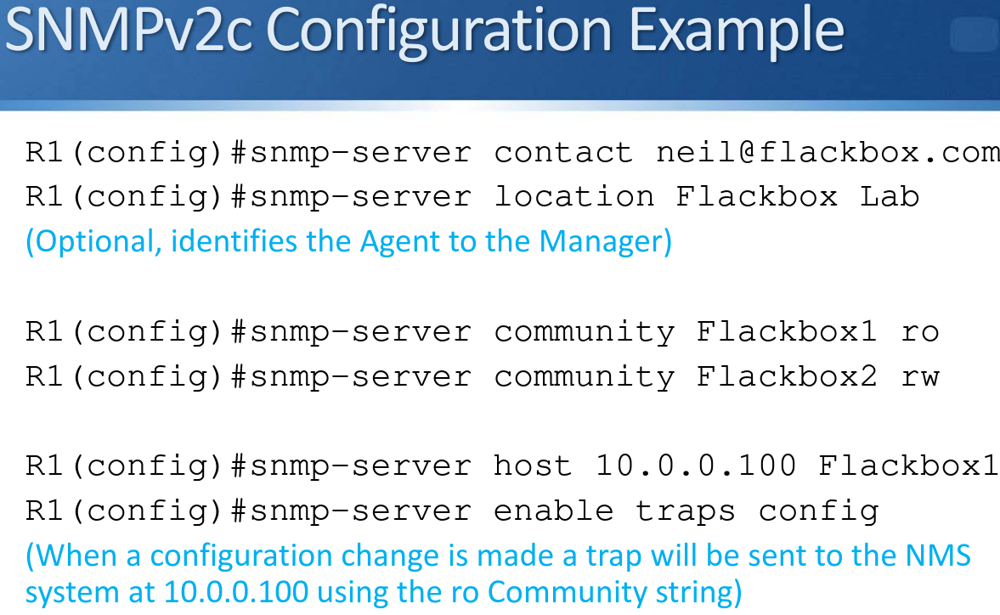 SNMPv2c Configuration Example
R1(config)#snmp-server contact neil@flackbox.com
R1(config)#snmp-server location Flackbox Lab
(Optional, identifies the Agent to the Manager)
R1(config)#snmp-server community Flackbox1 ro
R1(config)#snmp-server community Flackbox2 rw
R1(config)#snmp-server host 10.0.0.100 Flackbox1
R1(config)#snmp-server enable traps config
(When a configuration change is made a trap will be sent to the NMS
system at 10.0.0.100 using the ro Community string)